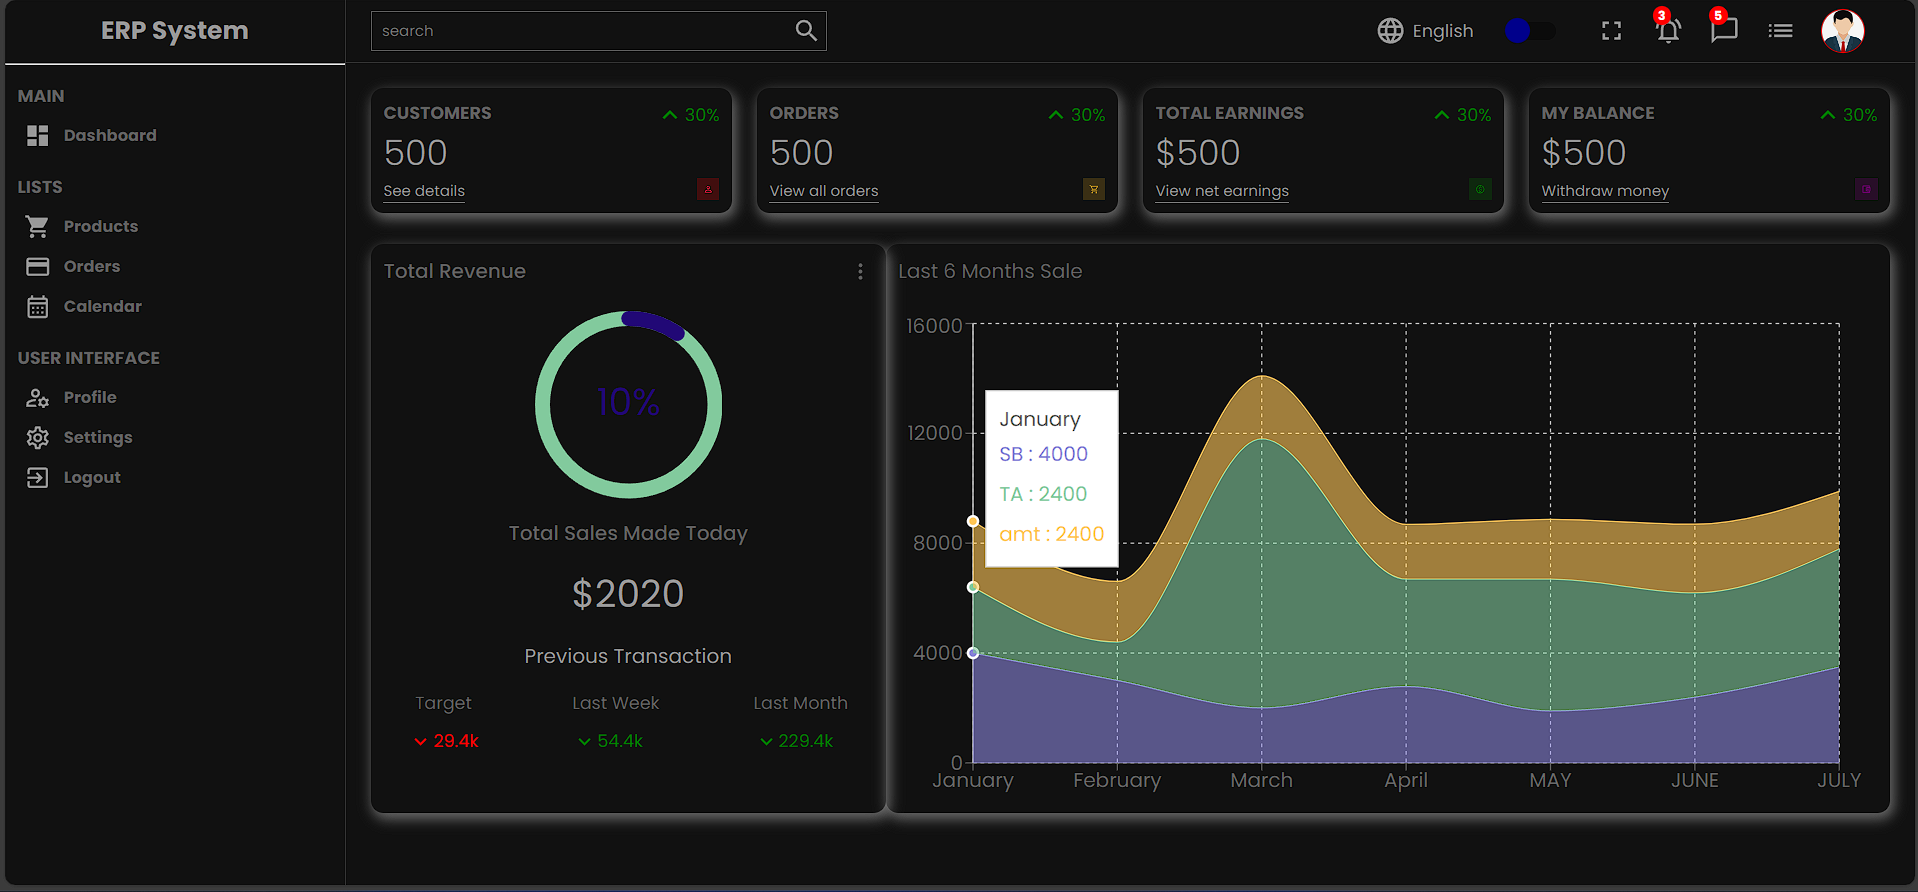 ERP System
search
English
3
5
MAIN
Dashboard
LISTS
Products
Orders
Calendar
USER INTERFACE
Profile
Settings
Logout
CUSTOMERS
30%
500
See details
ORDERS
30%
500
View all orders
TOTAL EARNINGS
30%
$500
View net earnings
MY BALANCE
30%
$500
Withdraw money
Total Revenue
10%
Total Sales Made Today
$2020
Previous Transaction
Target
Last Week
Last Month
29.4k
54.4k
229.4k
Last 6 Months Sale
16000
12000
8000
4000
0
January
SB : 4000
TA : 2400
amt : 2400
January
February
March
April
MAY
JUNE
JULY